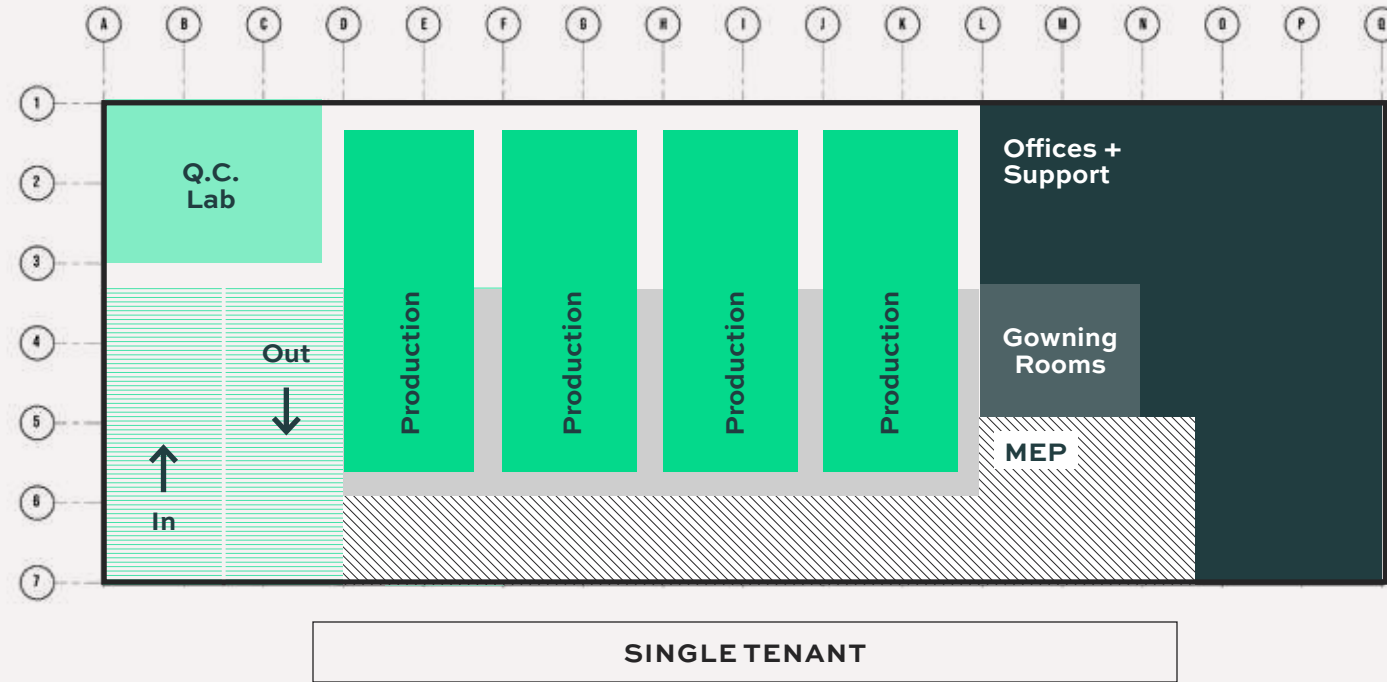 A B C D E F G H I J K L M N O P Q
1
2
3
4
5
6
7
Q.C.
Lab
Out
In
Production
Production
Production
Production
Offices +
Support
Gowning
Rooms
MEP
SINGLE TENANT